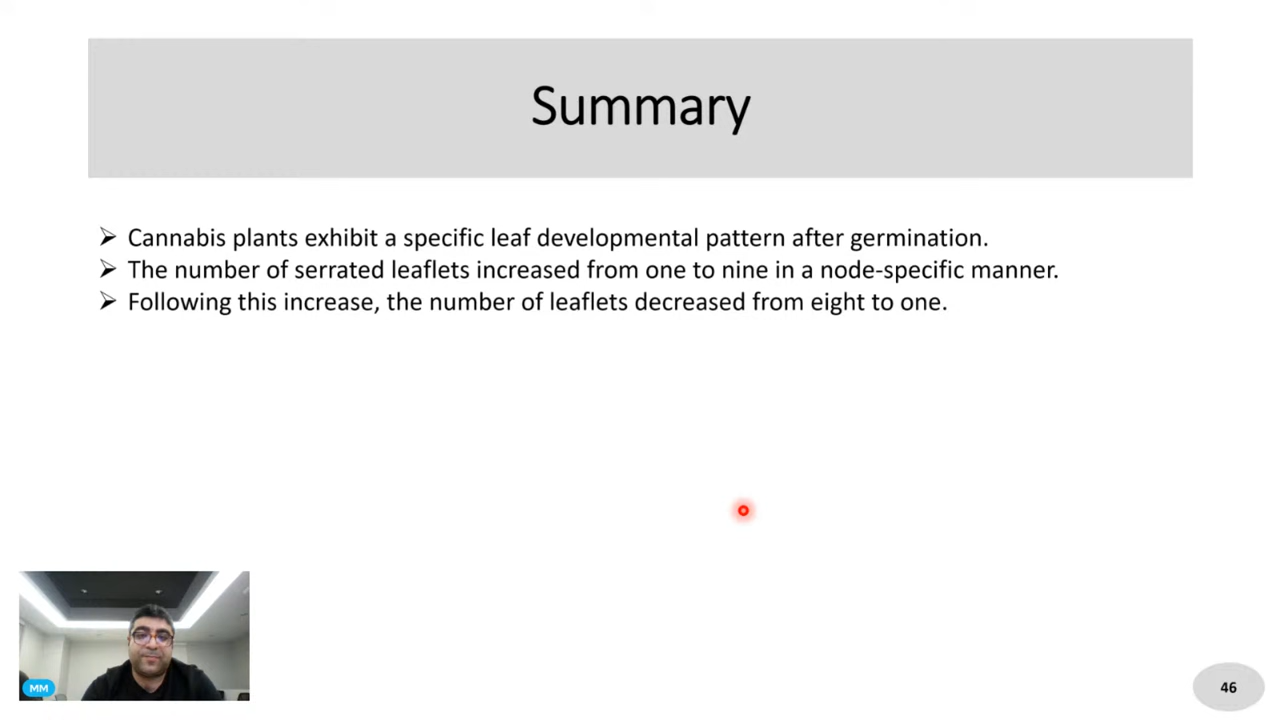 Summary
Cannabis plants exhibit a specific leaf developmental pattern after germination.
The number of serrated leaflets increased from one to nine in a node-specific manner.
Following this increase, the number of leaflets decreased from eight to one.
MM
46